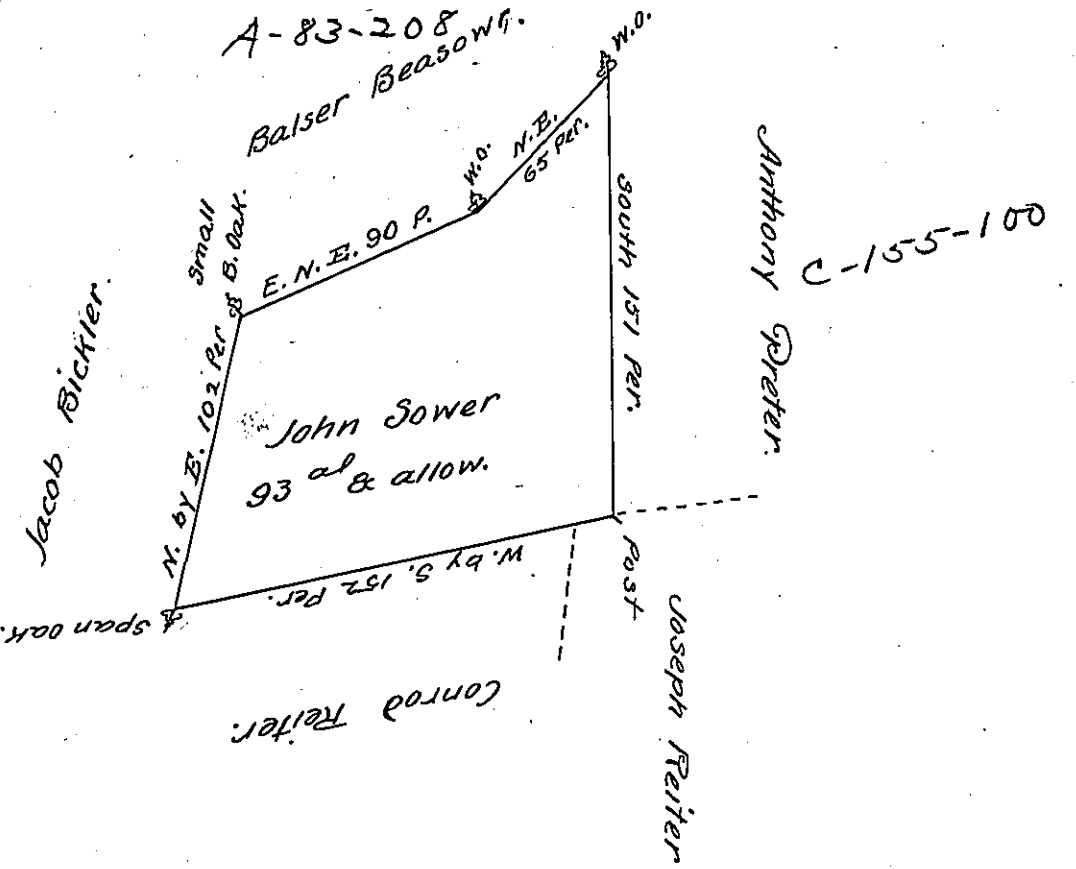 A-83-208
Balser Beasowr.
W.O.
N.E.
65 Per.
W.O.
Small
B. Oak.
E. N. E. 90 P.
South 151 Per.
Anthony Preter.
C-155-100
Jacob Bickler.
N. by E. 102 Per
John Sower
93 a & allow.
W. by S. 152 Per.
Post
Span Oak.
Conrod Reiter.
Joseph Reiter